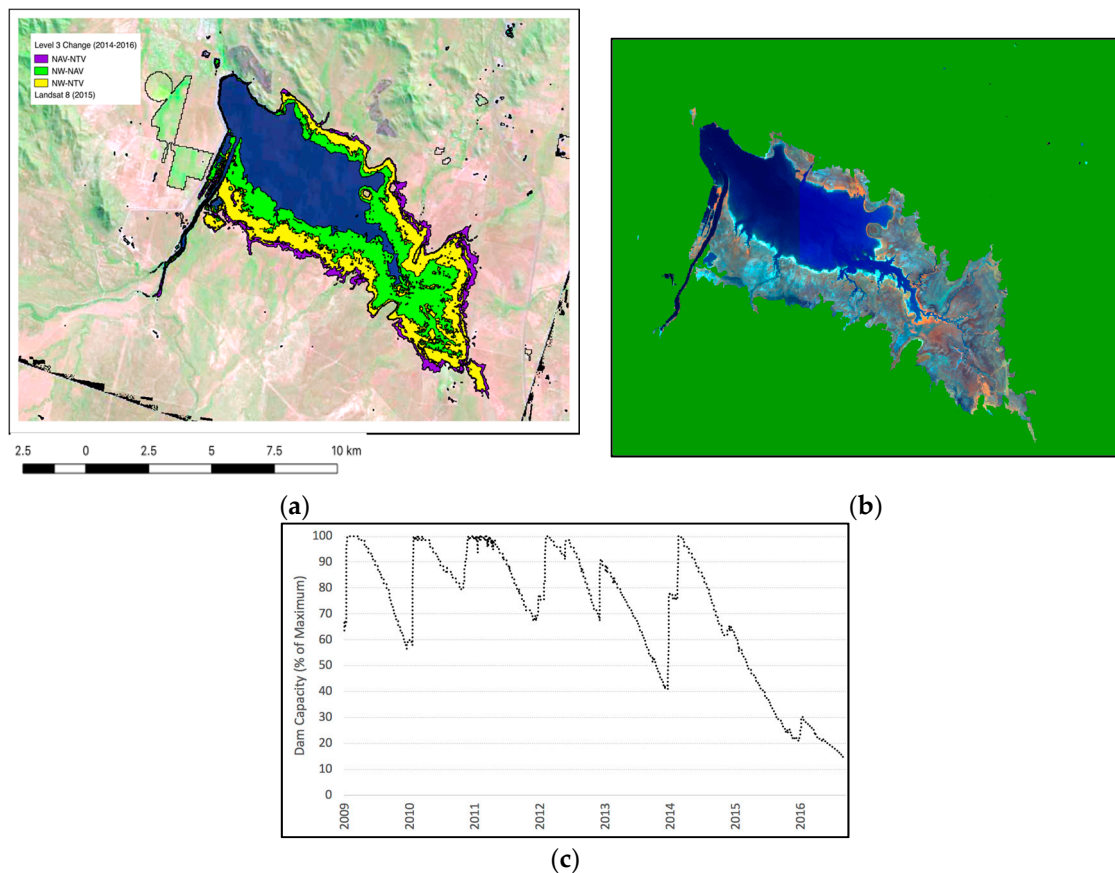 Level 3 Change (2014-2016)
NAV-NTV
NW-NAV
NW-NTV
Landsat 8 (2015)
2.5 0 2.5 5 7.5 10 km
(a)
(b)
Dam Capacity (% of Maximum)
100
90
80
70
60
50
40
30
20
10
0
2009 2010 2011 2012 2013 2014 2015 2016
(c)